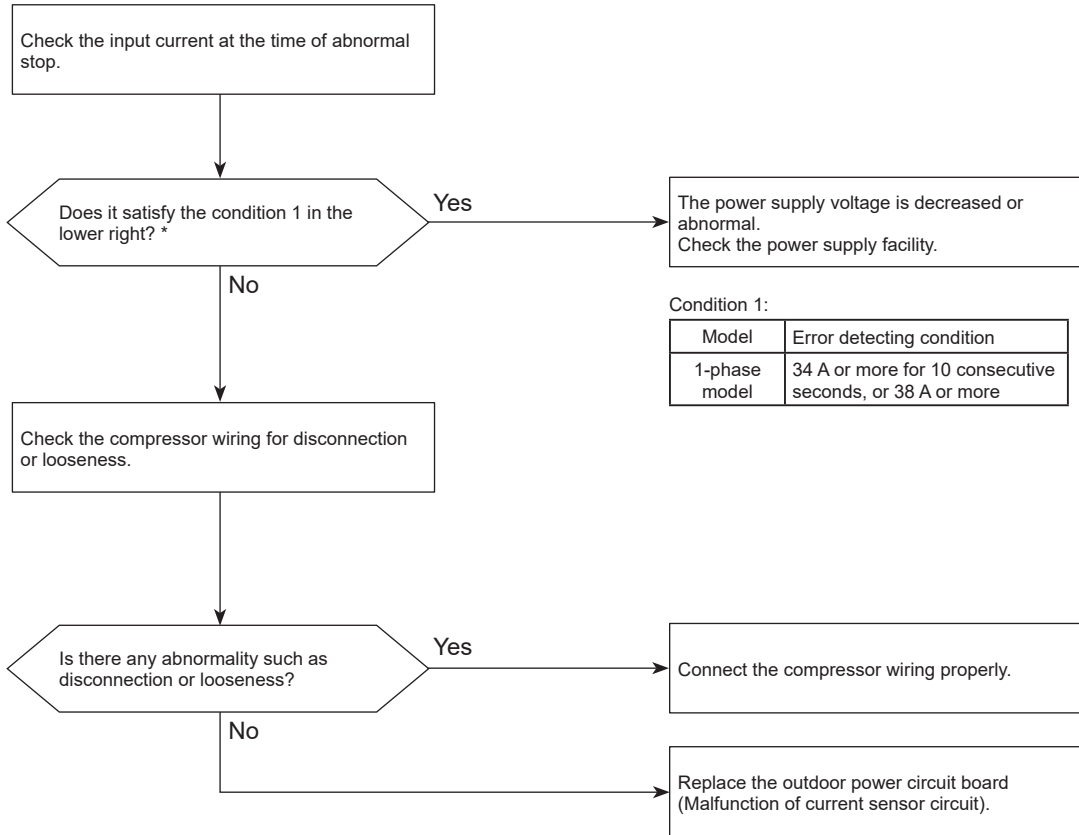 Check the input current at the time of abnormal
stop.
Does it satisfy the condition 1 in the
lower right? *
Yes
The power supply voltage is decreased or
abnormal.
Check the power supply facility.
No
Condition 1:
Model Error detecting condition
1-phase
model
34 A or more for 10 consecutive
seconds, or 38 A or more
Check the compressor wiring for disconnection
or looseness.
Is there any abnormality such as
disconnection or looseness?
Yes
Connect the compressor wiring properly.
No
Replace the outdoor power circuit board
(Malfunction of current sensor circuit).